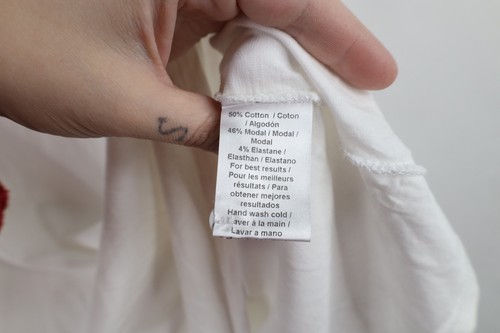 50% Cotton / Coton
/ Algodón
46% Modal / Modal /
Modal
4% Elastane /
Elasthan / Elastano
For best results /
Pour les meilleurs
résultats / Para
obtener mejores
resultados
Hand wash cold /
aver à la main /
Lavar a mano